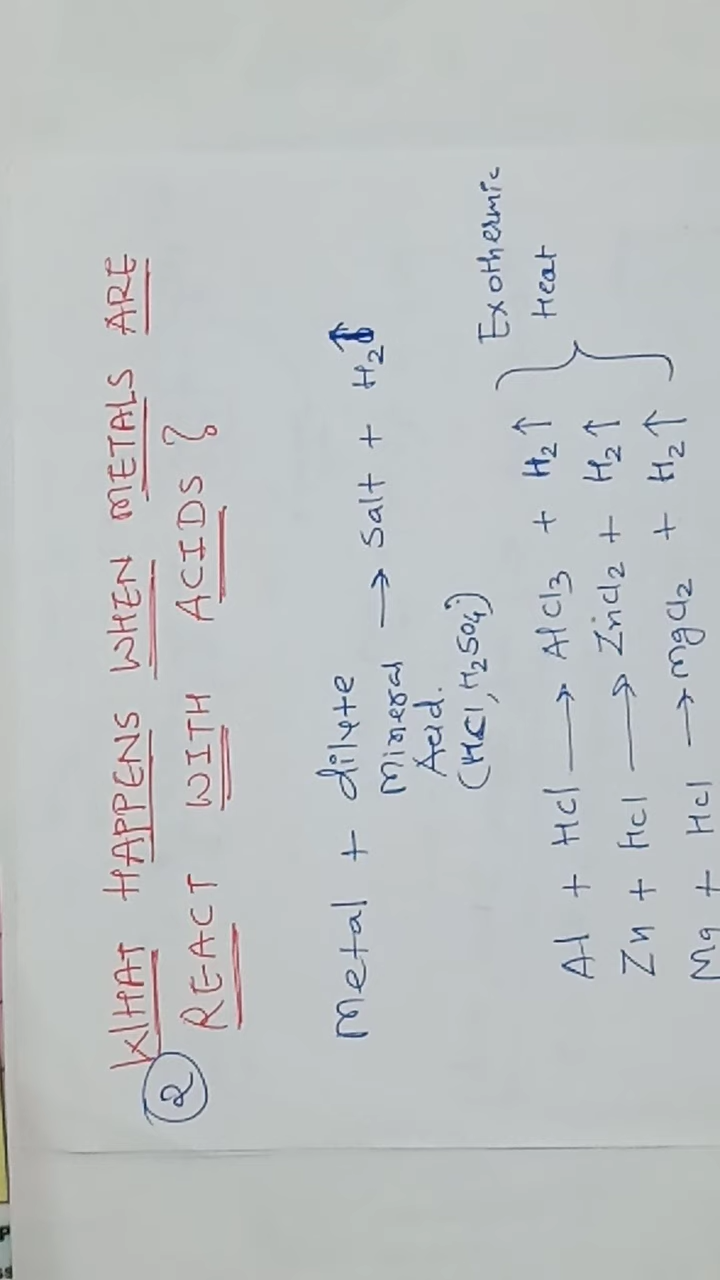 ② WHAT HAPPENS WHEN METALS ARE
REACT WITH ACIDS ?
Metal + dilute → Salt + H₂↑
Mineral
Acid.
(HCl, H₂SO₄)
Al + HCl → AlCl₃ + H₂↑
Zn + HCl → ZnCl₂ + H₂↑
Mg + HCl → MgCl₂ + H₂↑
} Exothermic
Heat